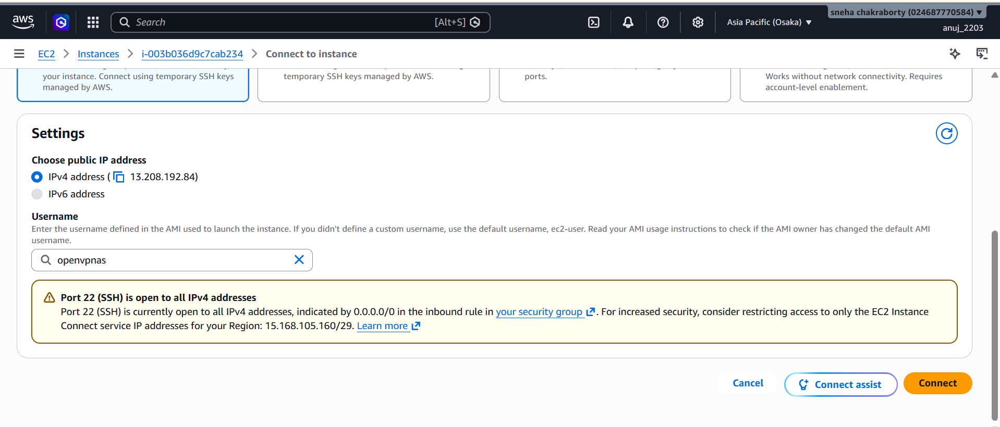 aws
Search
[Alt+S]
Asia Pacific (Osaka)
sneha chakraborty (024687770584)
anuj_2203
EC2
Instances
i-003b036d9c7cab234
Connect to instance
your instance. Connect using temporary SSH keys
managed by AWS.
temporary SSH keys managed by AWS.
ports.
Works without network connectivity. Requires
account-level enablement.
Settings
Choose public IP address
IPv4 address ( 13.208.192.84)
IPv6 address
Username
Enter the username defined in the AMI used to launch the instance. If you didn't define a custom username, use the default username, ec2-user. Read your AMI usage instructions to check if the AMI owner has changed the default AMI
username.
openvpnas
Port 22 (SSH) is open to all IPv4 addresses
Port 22 (SSH) is currently open to all IPv4 addresses, indicated by 0.0.0.0/0 in the inbound rule in your security group. For increased security, consider restricting access to only the EC2 Instance
Connect service IP addresses for your Region: 15.168.105.160/29. Learn more
Cancel
Connect assist
Connect